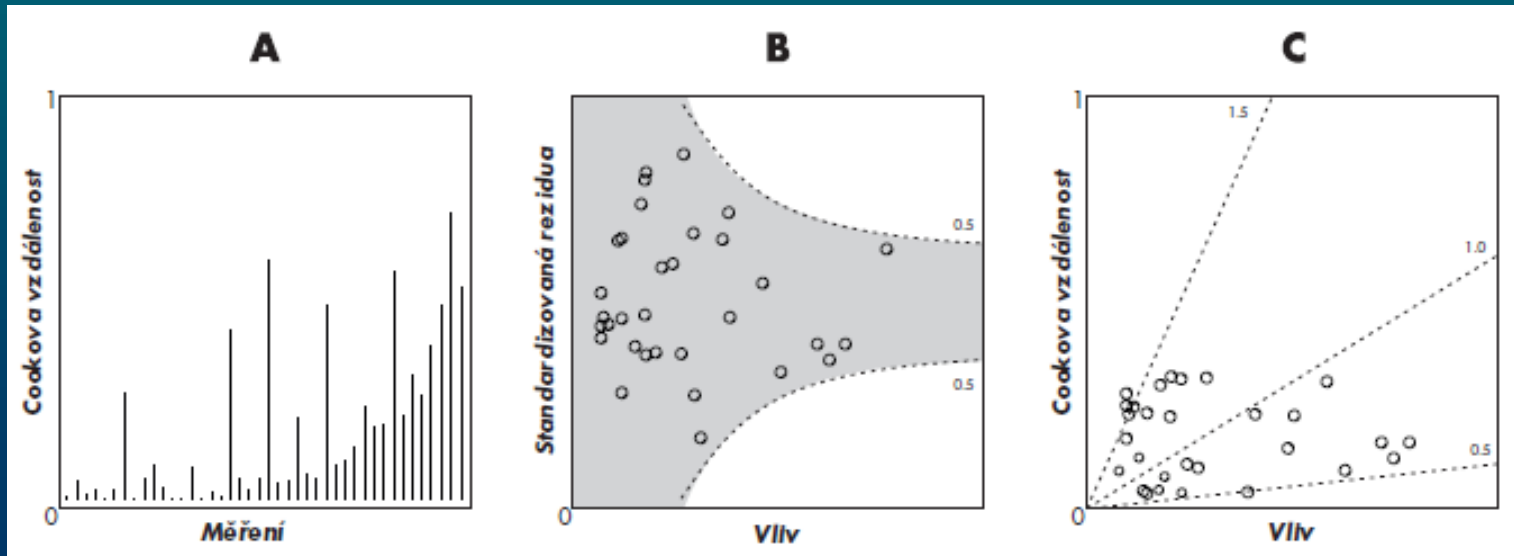 A
B
C
1
Cookova vzdálenost
0
Měření
Standardizovaná rezidua
0.5
0.5
0
Vliv
1
Cookova vzdálenost
1.5
1.0
0.5
0
Vliv